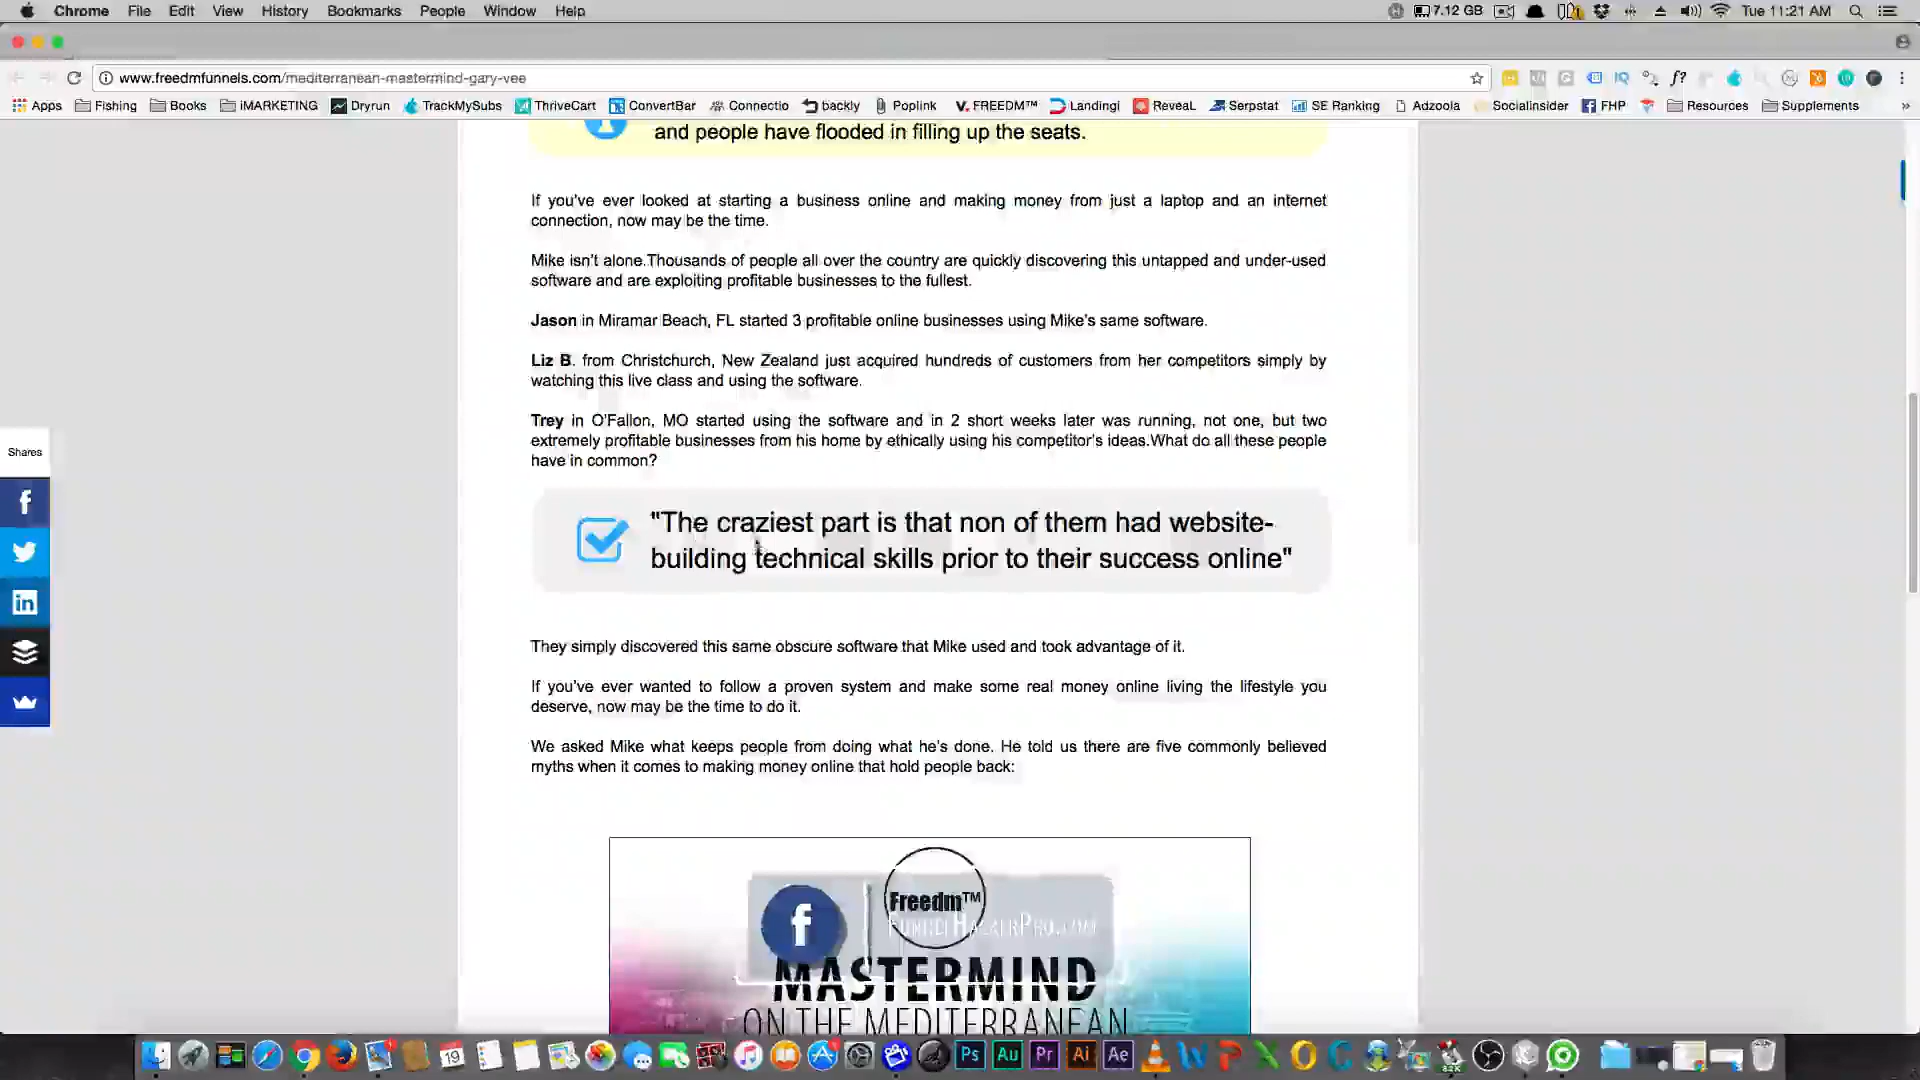 Chrome File Edit View History Bookmarks People Window Help 7.12 GB Tue 11:21 AM
www.freedmfunnels.com/mediterranean-mastermind-gary-vee
Apps Fishing Books iMARKETING Dryrun TrackMySubs ThriveCart ConvertBar Connectio backly Poplink V. FREEDM™ Landingi ReveaL Serpstat SE Ranking Adzoola Socialinsider FHP Resources Supplements »
and people have flooded in filling up the seats.
If you’ve ever looked at starting a business online and making money from just a laptop and an internet
connection, now may be the time.
Mike isn’t alone.Thousands of people all over the country are quickly discovering this untapped and under-used
software and are exploiting profitable businesses to the fullest.
Jason in Miramar Beach, FL started 3 profitable online businesses using Mike’s same software.
Liz B. from Christchurch, New Zealand just acquired hundreds of customers from her competitors simply by
watching this live class and using the software.
Trey in O’Fallon, MO started using the software and in 2 short weeks later was running, not one, but two
extremely profitable businesses from his home by ethically using his competitor’s ideas.What do all these people
have in common?
Shares
"The craziest part is that non of them had website-
building technical skills prior to their success online"
They simply discovered this same obscure software that Mike used and took advantage of it.
If you’ve ever wanted to follow a proven system and make some real money online living the lifestyle you
deserve, now may be the time to do it.
We asked Mike what keeps people from doing what he’s done. He told us there are five commonly believed
myths when it comes to making money online that hold people back:
Freedm™
FUNNELHACKERPRO.COM
MASTERMIND
ON THE MEDITERRANEAN
19 Ps Au Pr Ai Ae